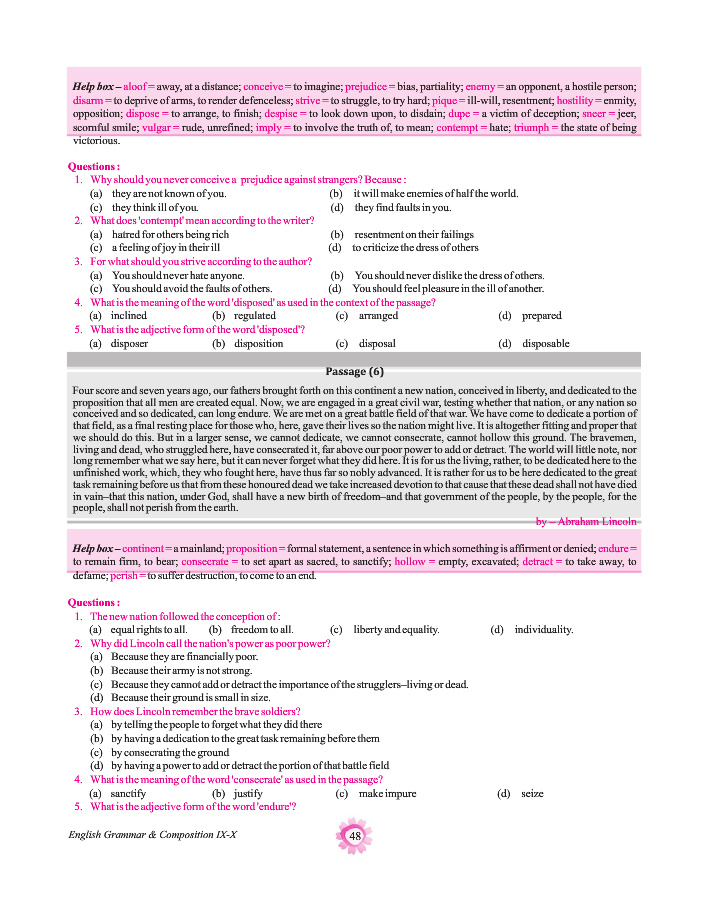 Help box – aloof = away, at a distance; conceive = to imagine; prejudice = bias, partiality; enemy = an opponent, a hostile person;
disarm = to deprive of arms, to render defenceless; strive = to struggle, to try hard; pique = ill-will, resentment; hostility = enmity,
opposition; dispose = to arrange, to finish; despise = to look down upon, to disdain; dupe = a victim of deception; sneer = jeer,
scornful smile; vulgar = rude, unrefined; imply = to involve the truth of, to mean; contempt = hate; triumph = the state of being
victorious.
Questions :
1. Why should you never conceive a prejudice against strangers? Because :
(a) they are not known of you. (b) it will make enemies of half the world.
(c) they think ill of you. (d) they find faults in you.
2. What does 'contempt' mean according to the writer?
(a) hatred for others being rich (b) resentment on their failings
(c) a feeling of joy in their ill (d) to criticize the dress of others
3. For what should you strive according to the author?
(a) You should never hate anyone. (b) You should never dislike the dress of others.
(c) You should avoid the faults of others. (d) You should feel pleasure in the ill of another.
4. What is the meaning of the word 'disposed' as used in the context of the passage?
(a) inclined (b) regulated (c) arranged (d) prepared
5. What is the adjective form of the word 'disposed'?
(a) disposer (b) disposition (c) disposal (d) disposable
Passage (6)
Four score and seven years ago, our fathers brought forth on this continent a new nation, conceived in liberty, and dedicated to the
proposition that all men are created equal. Now, we are engaged in a great civil war, testing whether that nation, or any nation so
conceived and so dedicated, can long endure. We are met on a great battle field of that war. We have come to dedicate a portion of
that field, as a final resting place for those who, here, gave their lives so the nation might live. It is altogether fitting and proper that
we should do this. But in a larger sense, we cannot dedicate, we cannot consecrate, cannot hollow this ground. The bravemen,
living and dead, who struggled here, have consecrated it, far above our poor power to add or detract. The world will little note, nor
long remember what we say here, but it can never forget what they did here. It is for us the living, rather, to be dedicated here to the
unfinished work, which, they who fought here, have thus far so nobly advanced. It is rather for us to be here dedicated to the great
task remaining before us that from these honoured dead we take increased devotion to that cause that these dead shall not have died
in vain–that this nation, under God, shall have a new birth of freedom–and that government of the people, by the people, for the
people, shall not perish from the earth.
by – Abraham Lincoln
Help box – continent = a mainland; proposition = formal statement, a sentence in which something is affirment or denied; endure =
to remain firm, to bear; consecrate = to set apart as sacred, to sanctify; hollow = empty, excavated; detract = to take away, to
defame; perish = to suffer destruction, to come to an end.
Questions :
1. The new nation followed the conception of :
(a) equal rights to all. (b) freedom to all. (c) liberty and equality. (d) individuality.
2. Why did Lincoln call the nation's power as poor power?
(a) Because they are financially poor.
(b) Because their army is not strong.
(c) Because they cannot add or detract the importance of the strugglers–living or dead.
(d) Because their ground is small in size.
3. How does Lincoln remember the brave soldiers?
(a) by telling the people to forget what they did there
(b) by having a dedication to the great task remaining before them
(c) by consecrating the ground
(d) by having a power to add or detract the portion of that battle field
4. What is the meaning of the word 'consecrate' as used in the passage?
(a) sanctify (b) justify (c) make impure (d) seize
5. What is the adjective form of the word 'endure'?
English Grammar & Composition IX-X
48